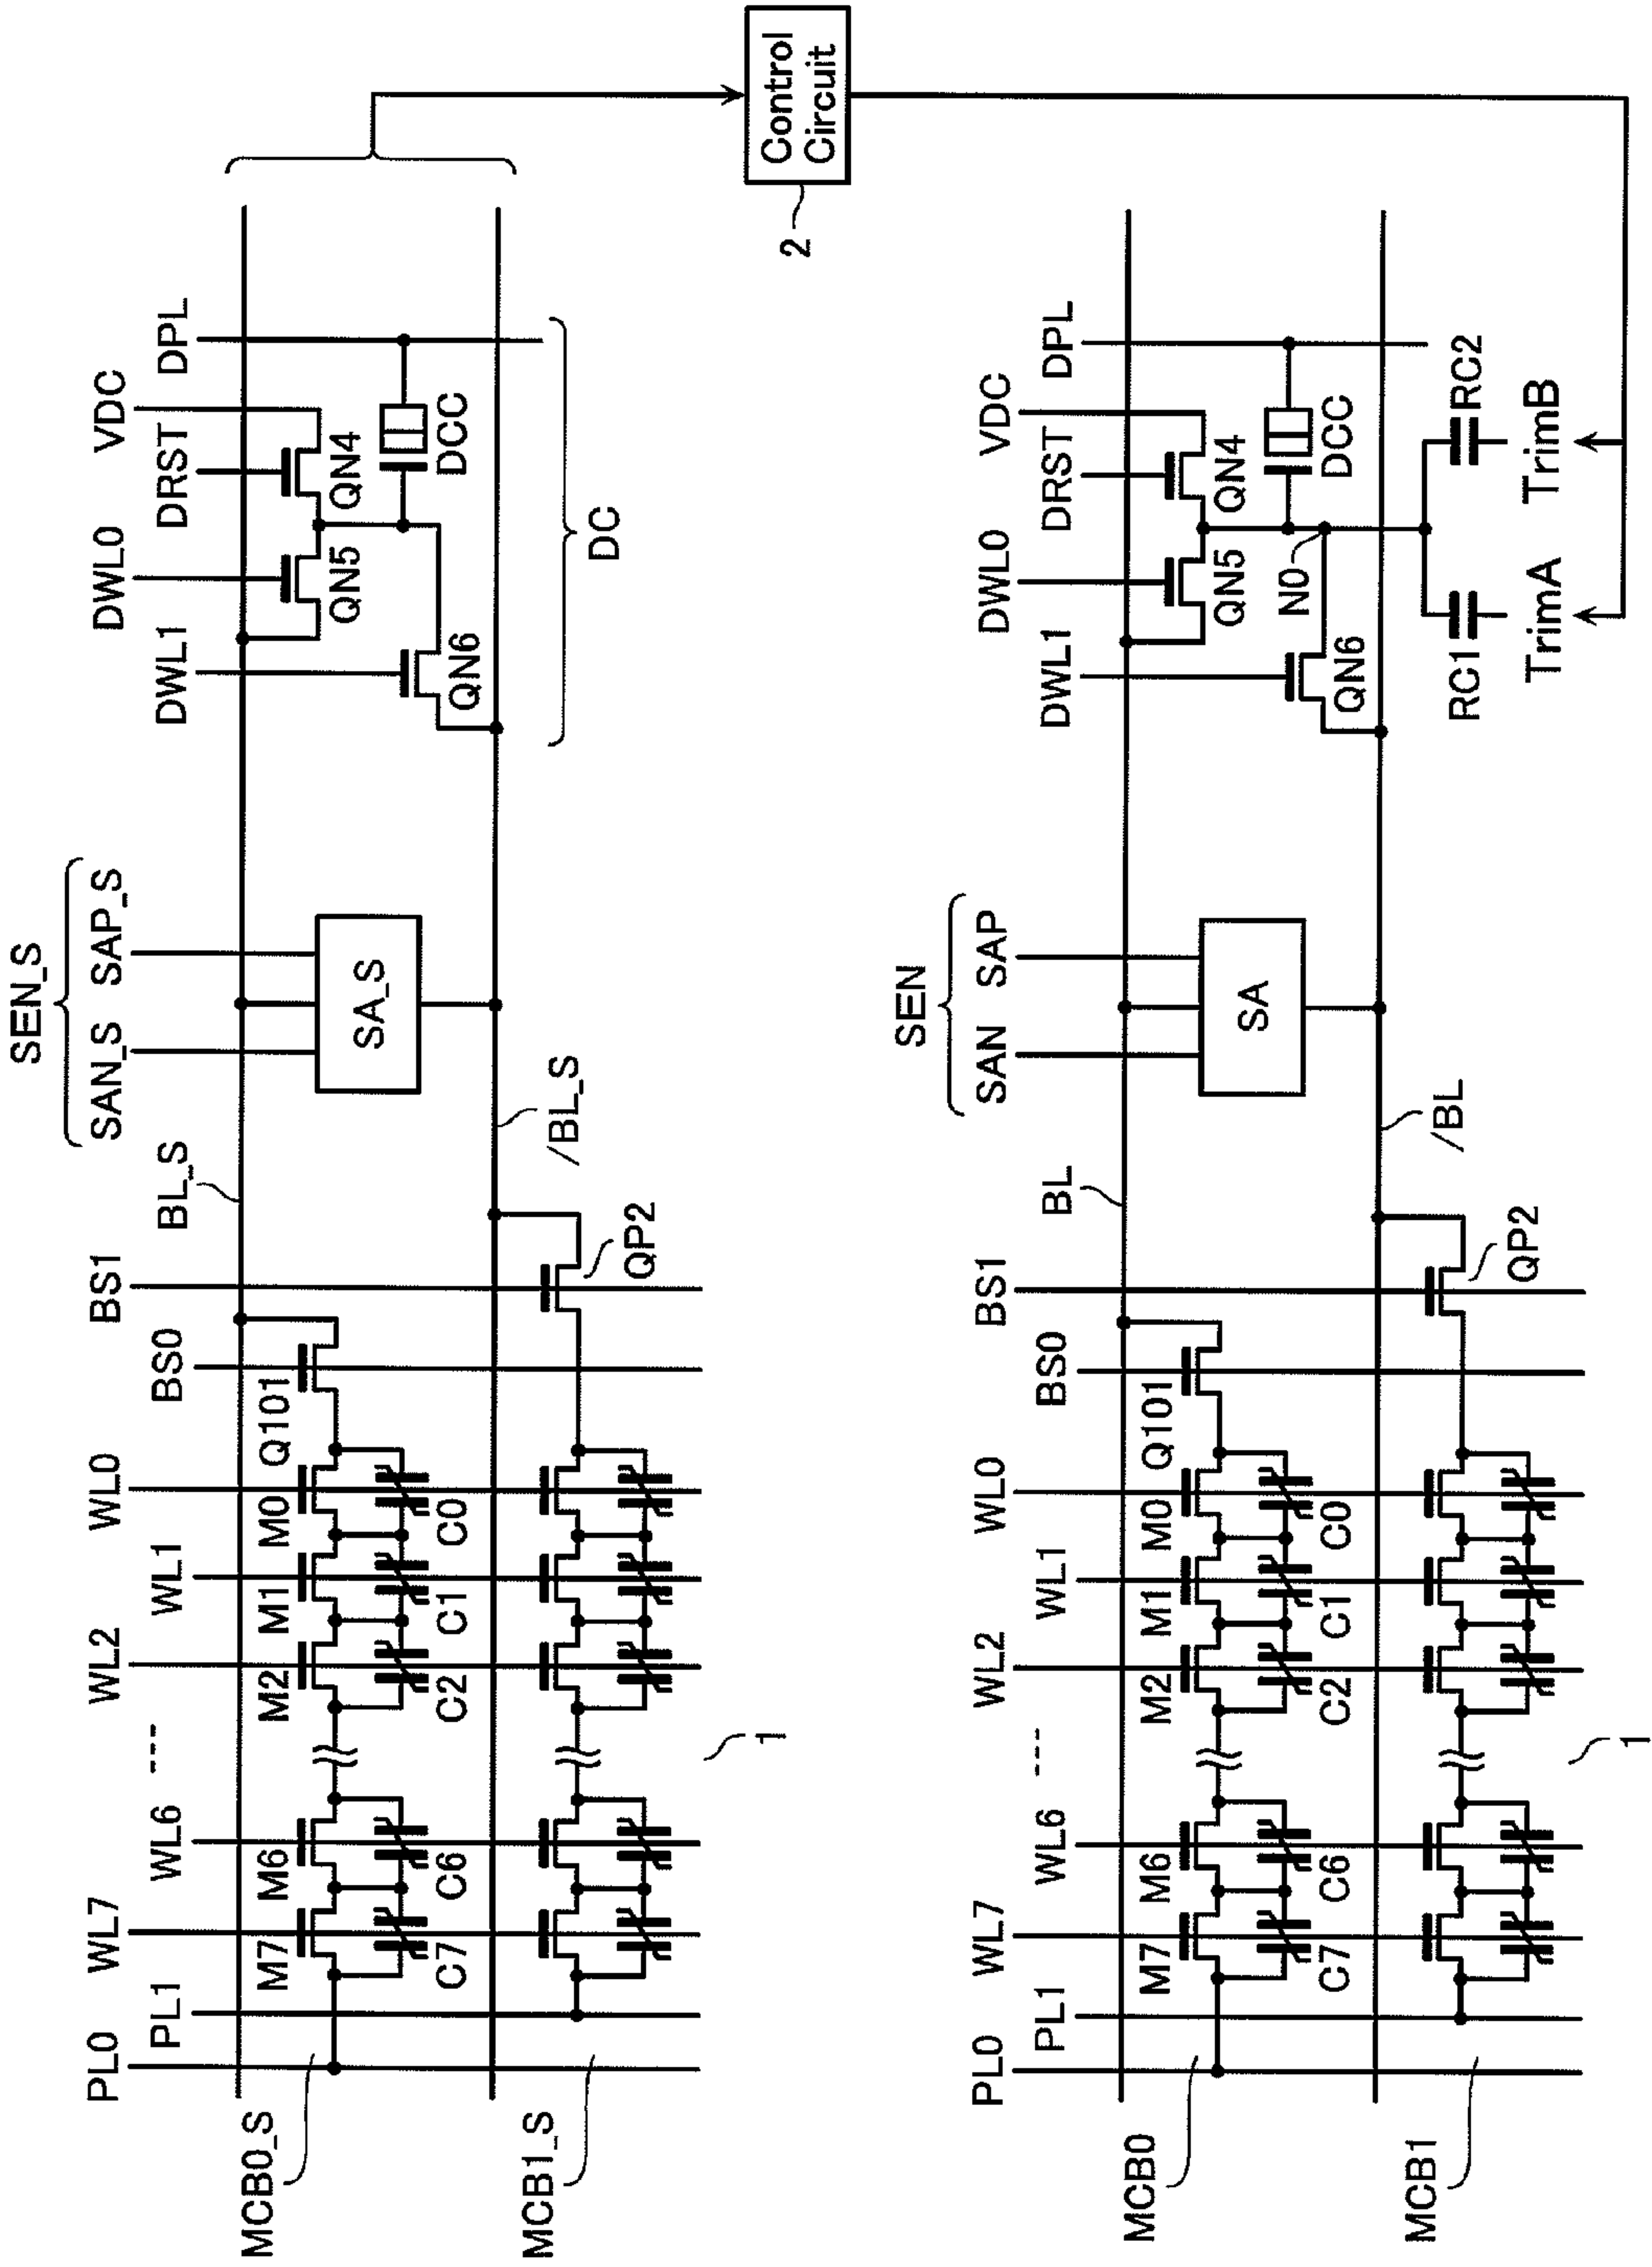 SEN_S
SAN_S SAP_S
PL0 WL7 WL2 WL0 BS1 DWL0 VDC
PL1 WL6 --- WL1 BS0 BL_S DWL1 DRST DPL
MCB0_S
M7 M6 M2 M1 M0 Q101
SA_S
QN5 QN4
C7 C6 C2 C1 C0
QN6 DCC
MCB1_S
/BL_S
QP2
DC
1
Control
Circuit
2
SEN
SAN SAP
PL0 WL7 WL2 WL0 BS1 DWL0 VDC
PL1 WL6 --- WL1 BS0 BL DWL1 DRST DPL
MCB0
M7 M6 M2 M1 M0 Q101
SA
QN5 QN4
N0
C7 C6 C2 C1 C0
QN6 DCC
MCB1
/BL
QP2
RC1 RC2
TrimA TrimB
1